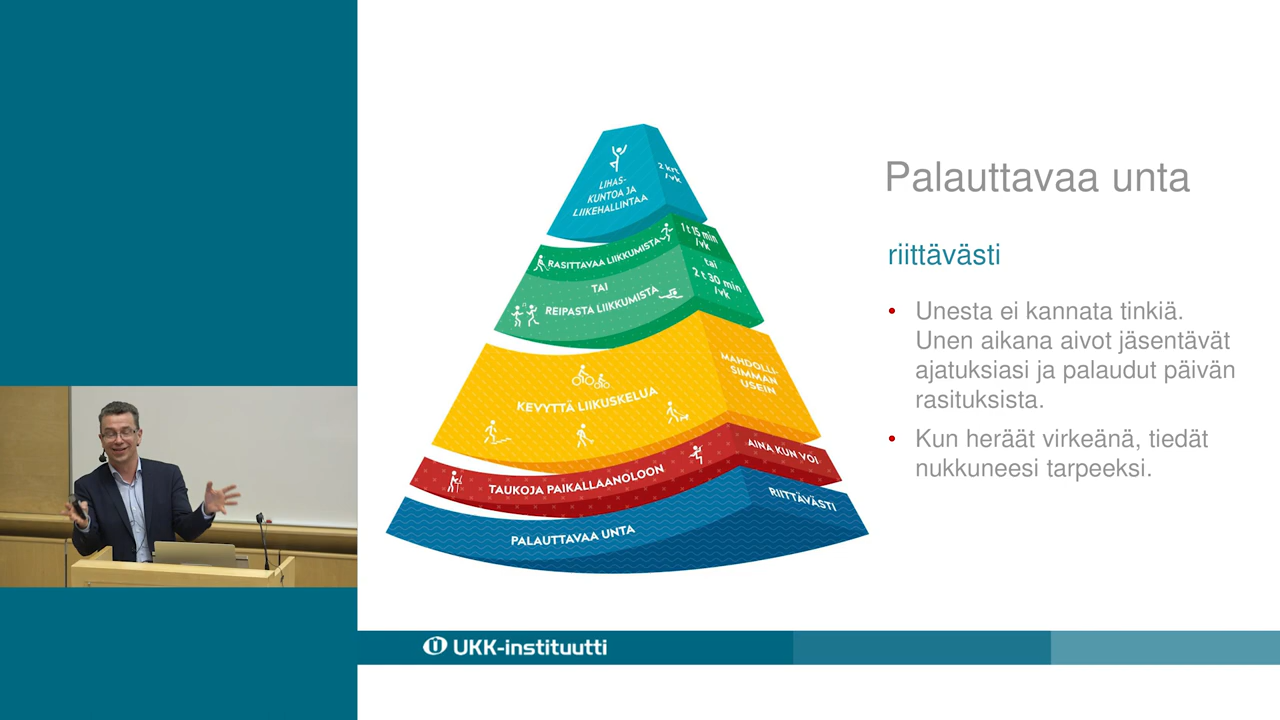 LIHAS-
KUNTOA JA
LIIKEHALLINTAA
2 krt
/vk
RASITTAVAA LIIKKUMISTA
TAI
REIPASTA LIIKKUMISTA
1 t 15 min
/vk
tai
2 t 30 min
/vk
KEVYTTÄ LIIKUSKELUA
MAHDOLLI-
SIMMAN
USEIN
TAUKOJA PAIKALLAANOLOON
AINA KUN VOI
PALAUTTAVAA UNTA
RIITTÄVÄSTI
Palauttavaa unta
riittävästi
• Unesta ei kannata tinkiä.
Unen aikana aivot jäsentävät
ajatuksiasi ja palaudut päivän
rasituksista.
• Kun heräät virkeänä, tiedät
nukkuneesi tarpeeksi.
UKK-instituutti